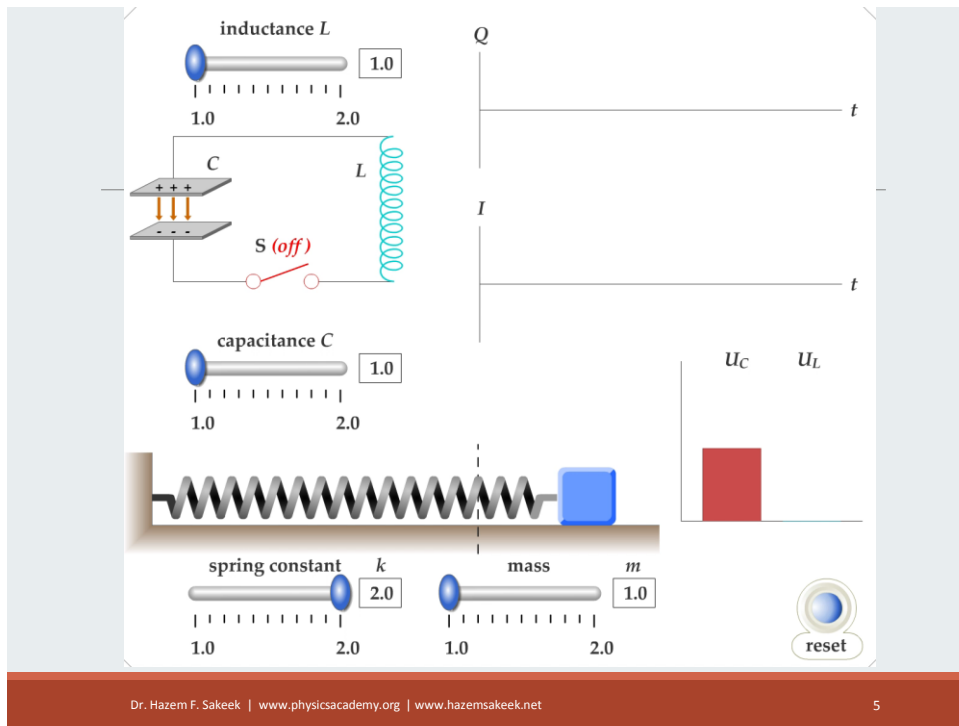 inductance L
1.0
1.0 2.0
Q
t
C
L
+ + +
- - -
S (off)
I
t
capacitance C
1.0
1.0 2.0
uC uL
spring constant k
2.0
1.0 2.0
mass m
1.0
1.0 2.0
reset
Dr. Hazem F. Sakeek | www.physicsacademy.org | www.hazemsakeek.net
5